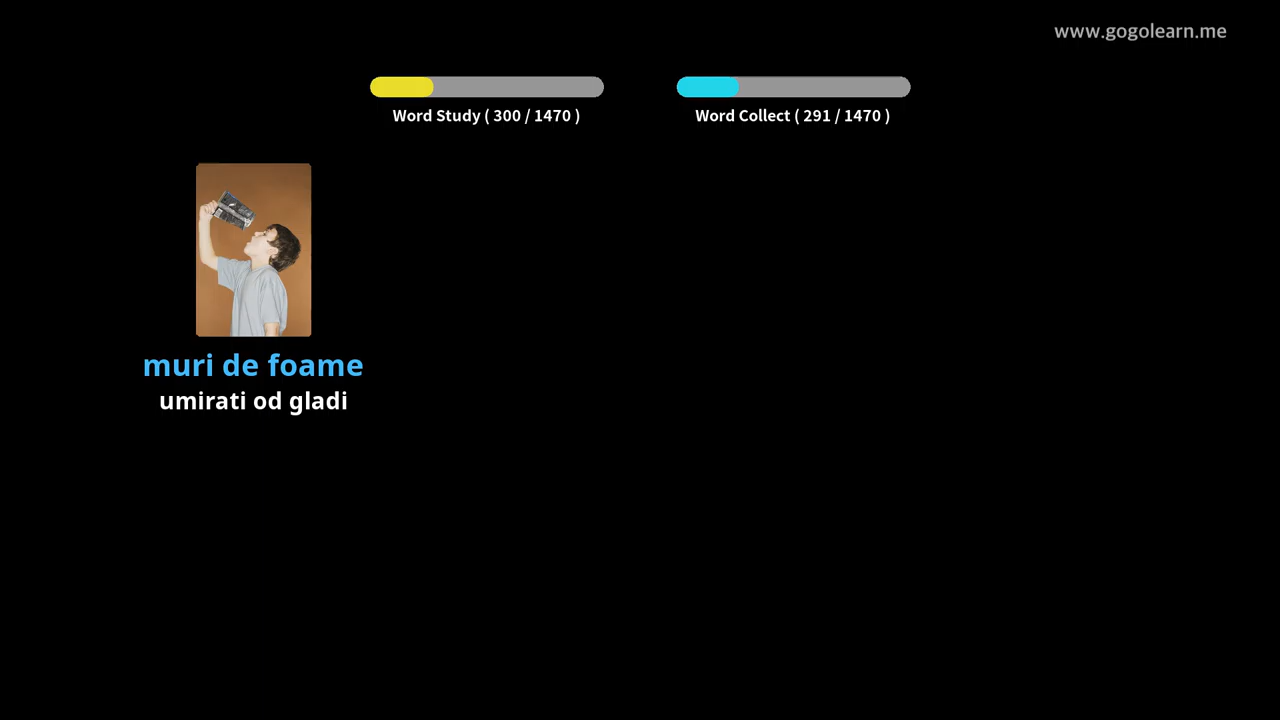 www.gogolearn.me
Word Study ( 300 / 1470 )
Word Collect ( 291 / 1470 )
muri de foame
umirati od gladi